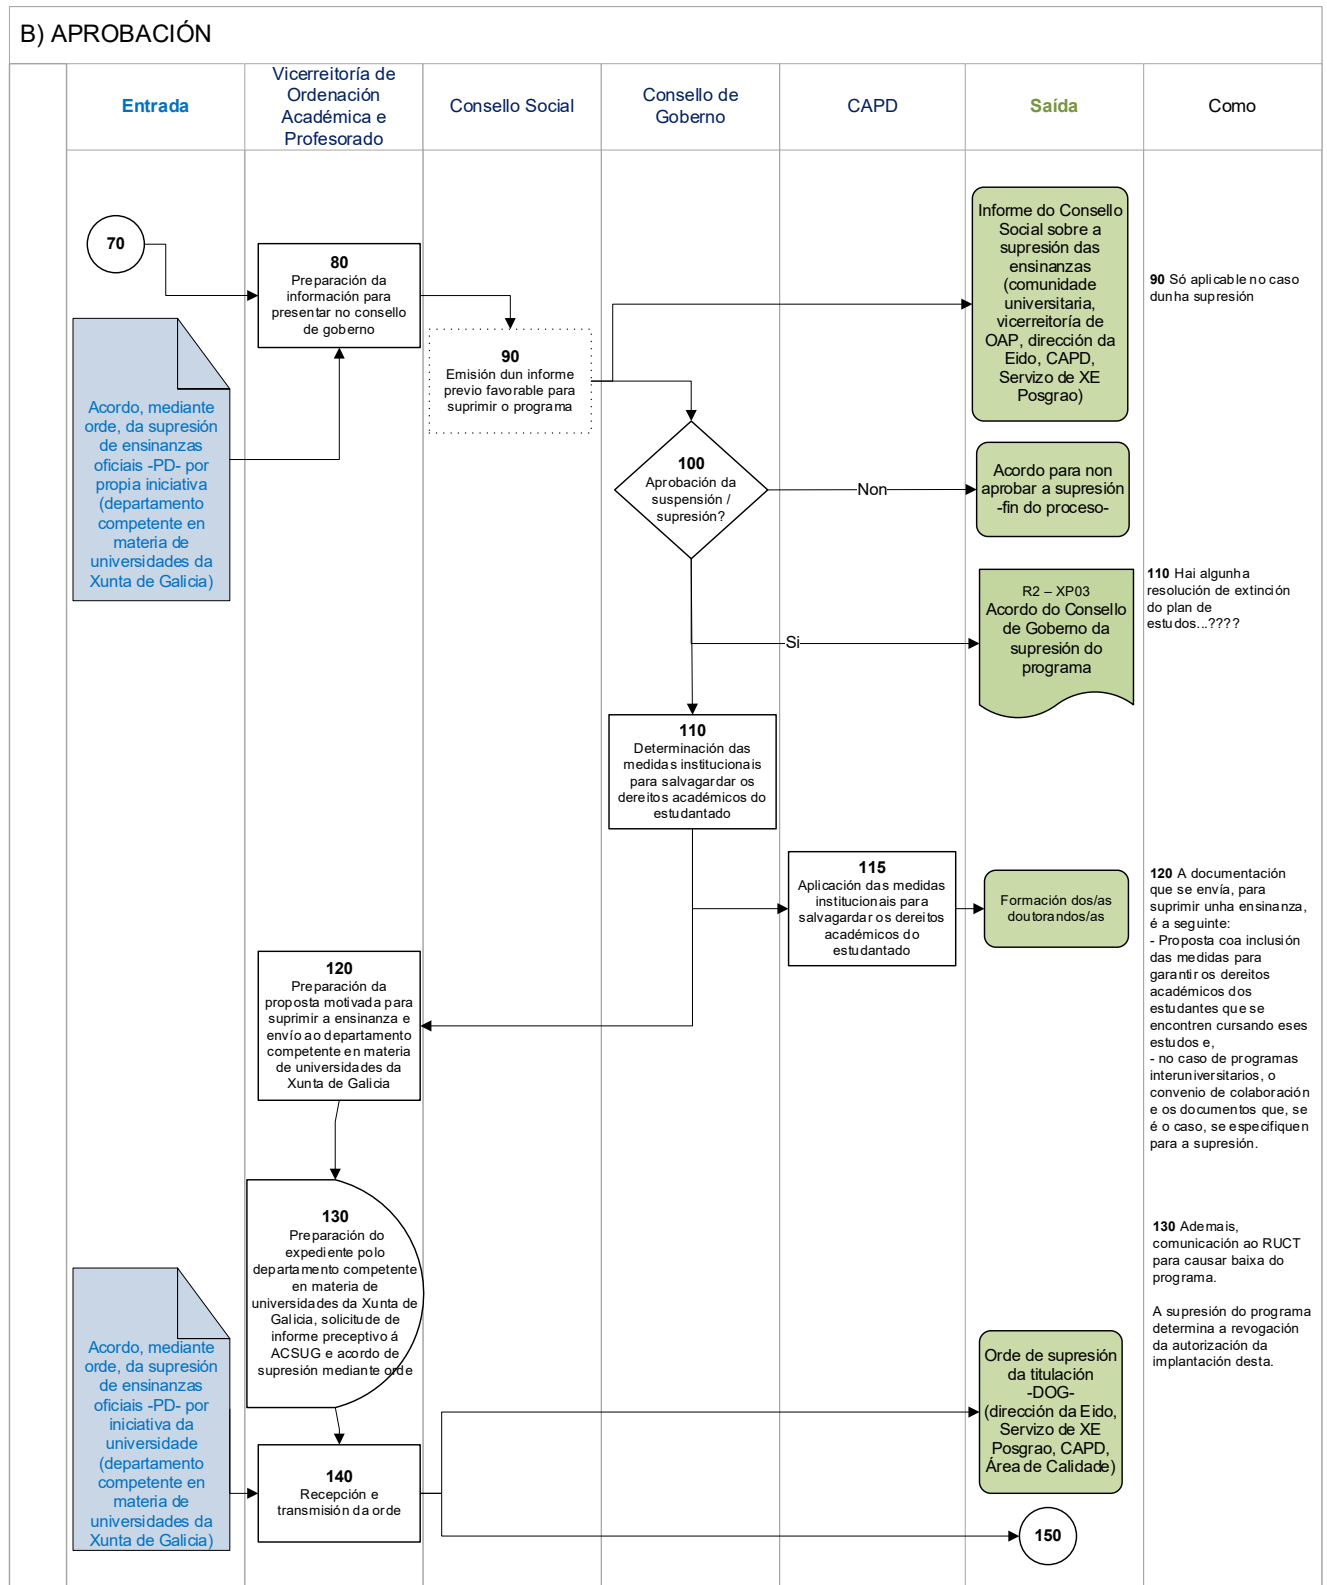 B) APROBACIÓN
Entrada
Vicerreitoría de
Ordenación
Académica e
Profesorado
Consello Social
Consello de
Goberno
CAPD
Saída
Como
70
80
Preparación da
información para
presentar no consello
de goberno
Acordo, mediante
orde, da supresión
de ensinanzas
oficiais -PD- por
propia iniciativa
(departamento
competente en
materia de
universidades da
Xunta de Galicia)
90
Emisión dun informe
previo favorable para
suprimir o programa
Informe do Consello
Social sobre a
supresión das
ensinanzas
(comunidade
universitaria,
vicerreitoría de
OAP, dirección da
Eido, CAPD,
Servizo de XE
Posgrao)
90 Só aplicable no caso
dunha supresión
100
Aprobación da
suspensión /
supresión?
Non
Acordo para non
aprobar a supresión
-fin do proceso-
Si
R2 – XP03
Acordo do Consello
de Goberno da
supresión do
programa
110 Hai algunha
resolución de extinción
do plan de
estudos...????
110
Determinación das
medidas institucionais
para salvagardar os
dereitos académicos do
estudantado
115
Aplicación das medidas
institucionais para
salvagardar os dereitos
académicos do
estudantado
Formación dos/as
doutorandos/as
120 A documentación
que se envía, para
suprimir unha ensinanza,
é a seguinte:
- Proposta coa inclusión
das medidas para
garantir os dereitos
académicos dos
estudantes que se
encontren cursando eses
estudos e,
- no caso de programas
interuniversitarios, o
convenio de colaboración
e os documentos que, se
é o caso, se especifiquen
para a supresión.
120
Preparación da
proposta motivada para
suprimir a ensinanza e
envío ao departamento
competente en materia
de universidades da
Xunta de Galicia
130
Preparación do
expediente polo
departamento competente
en materia de
universidades da Xunta de
Galicia, solicitude de
informe preceptivo á
ACSUG e acordo de
supresión mediante orde
130 Ademais,
comunicación ao RUCT
para causar baixa do
programa.
A supresión do programa
determina a revogación
da autorización da
implantación desta.
Acordo, mediante
orde, da supresión
de ensinanzas
oficiais -PD- por
iniciativa da
universidade
(departamento
competente en
materia de
universidades da
Xunta de Galicia)
140
Recepción e
transmisión da orde
Orde de supresión
da titulación
-DOG-
(dirección da Eido,
Servizo de XE
Posgrao, CAPD,
Área de Calidade)
150